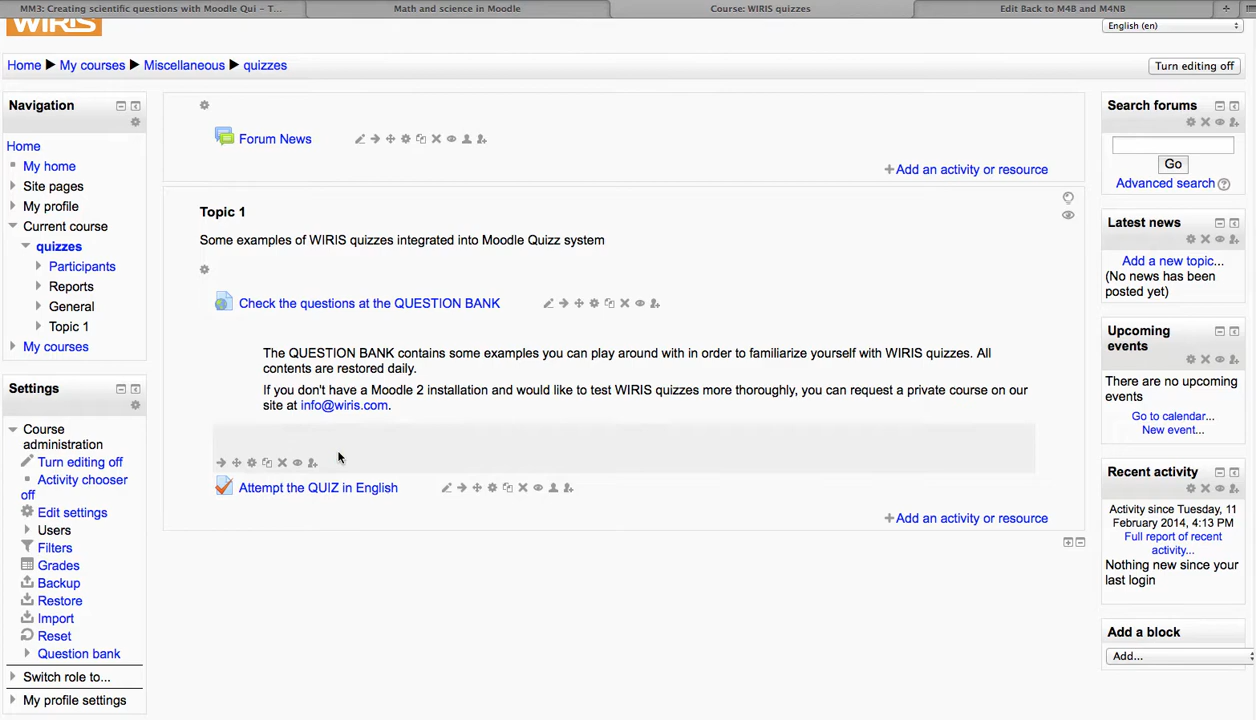 MM3: Creating scientific questions with Moodle Qui - T...
Math and science in Moodle
Course: WIRIS quizzes
Edit Back to M4B and M4NB
WIRIS
English (en)
Home ▶ My courses ▶ Miscellaneous ▶ quizzes
Turn editing off
Navigation
Home
My home
Site pages
My profile
Current course
quizzes
Participants
Reports
General
Topic 1
My courses
Settings
Course
administration
Turn editing off
Activity chooser
off
Edit settings
Users
Filters
Grades
Backup
Restore
Import
Reset
Question bank
Switch role to...
My profile settings
Forum News
Add an activity or resource
Topic 1
Some examples of WIRIS quizzes integrated into Moodle Quizz system
Check the questions at the QUESTION BANK
The QUESTION BANK contains some examples you can play around with in order to familiarize yourself with WIRIS quizzes. All
contents are restored daily.
If you don't have a Moodle 2 installation and would like to test WIRIS quizzes more thoroughly, you can request a private course on our
site at info@wiris.com.
Attempt the QUIZ in English
Add an activity or resource
Search forums
Go
Advanced search
Latest news
Add a new topic...
(No news has been
posted yet)
Upcoming
events
There are no upcoming
events
Go to calendar...
New event...
Recent activity
Activity since Tuesday, 11
February 2014, 4:13 PM
Full report of recent
activity...
Nothing new since your
last login
Add a block
Add...